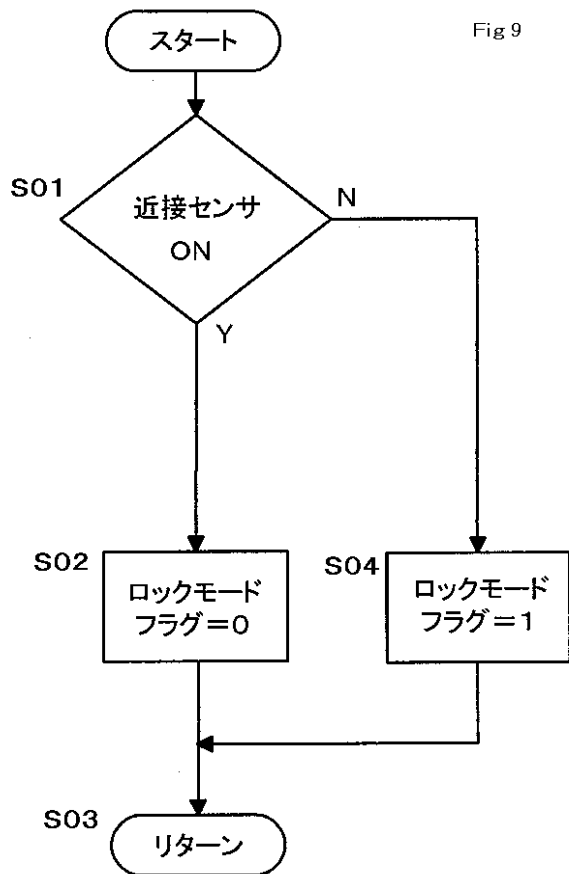 Fig 9
スタート
S01
近接センサ
ON
N
Y
S02
ロックモード
フラグ=0
S04
ロックモード
フラグ=1
S03
リターン